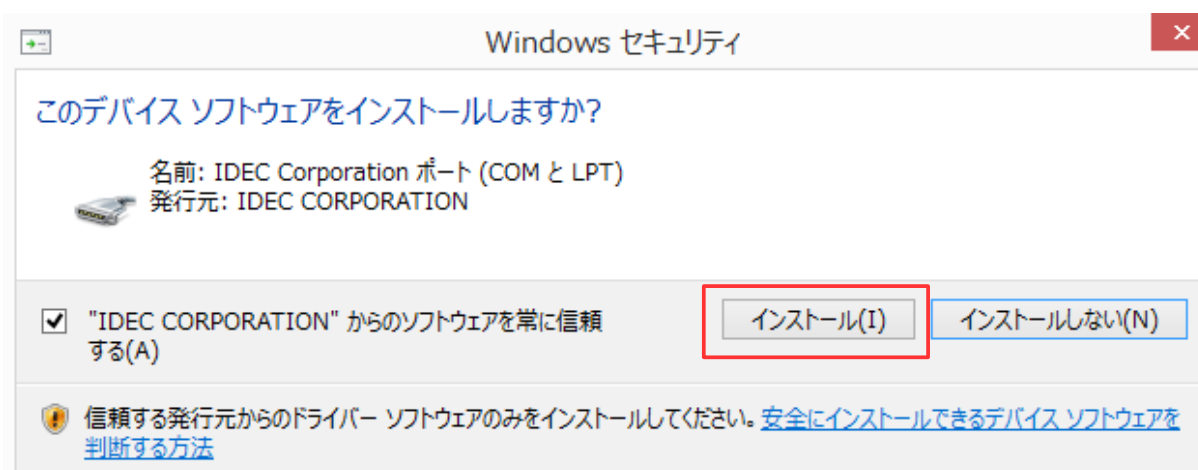 Windows セキュリティ
このデバイス ソフトウェアをインストールしますか?
名前: IDEC Corporation ポート (COM と LPT)
発行元: IDEC CORPORATION
"IDEC CORPORATION" からのソフトウェアを常に信頼
する(A)
インストール(I)
インストールしない(N)
信頼する発行元からのドライバー ソフトウェアのみをインストールしてください。安全にインストールできるデバイス ソフトウェアを
判断する方法